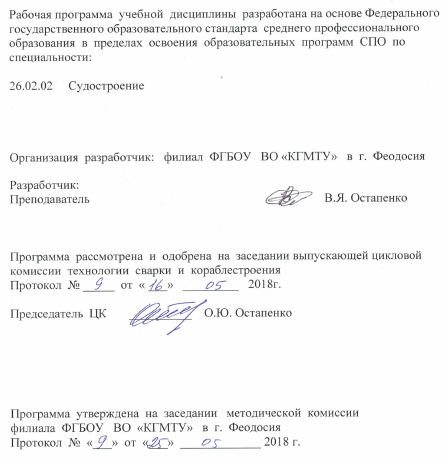 Рабочая программа учебной дисциплины разработана на основе Федерального
государственного образовательного стандарта среднего профессионального
образования в пределах освоения образовательных программ СПО по
специальности:
26.02.02 Судостроение
Организация разработчик: филиал ФГБОУ ВО «КГМТУ» в г. Феодосия
Разработчик:
Преподаватель В.Я. Остапенко
Программа рассмотрена и одобрена на заседании выпускающей цикловой
комиссии технологии сварки и кораблестроения
Протокол № 9 от « 16 » 05 2018г.
Председатель ЦК О.Ю. Остапенко
Программа утверждена на заседании методической комиссии
филиала ФГБОУ ВО «КГМТУ» в г. Феодосия
Протокол № « 9 » от «25» 05 2018 г.